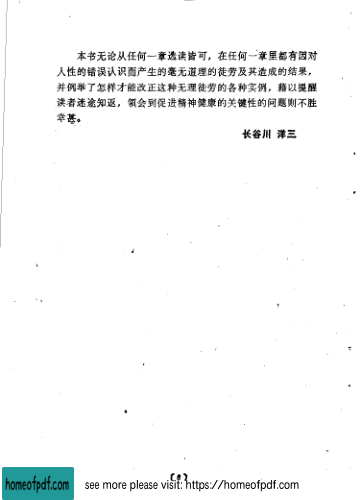 本书无论从任何一章选读皆可，在任何一章里都有因对
人性的错误认识而产生的毫无道理的徒劳及其造成的结果，
并例举了怎样才能改正这种无理徒劳的各种实例，藉以提醒
读者迷途知返，领会到促进精神健康的关键性的问题则不胜
幸甚。
长谷川 洋三
homeofpdf.com
see more please visit: https://homeofpdf.com